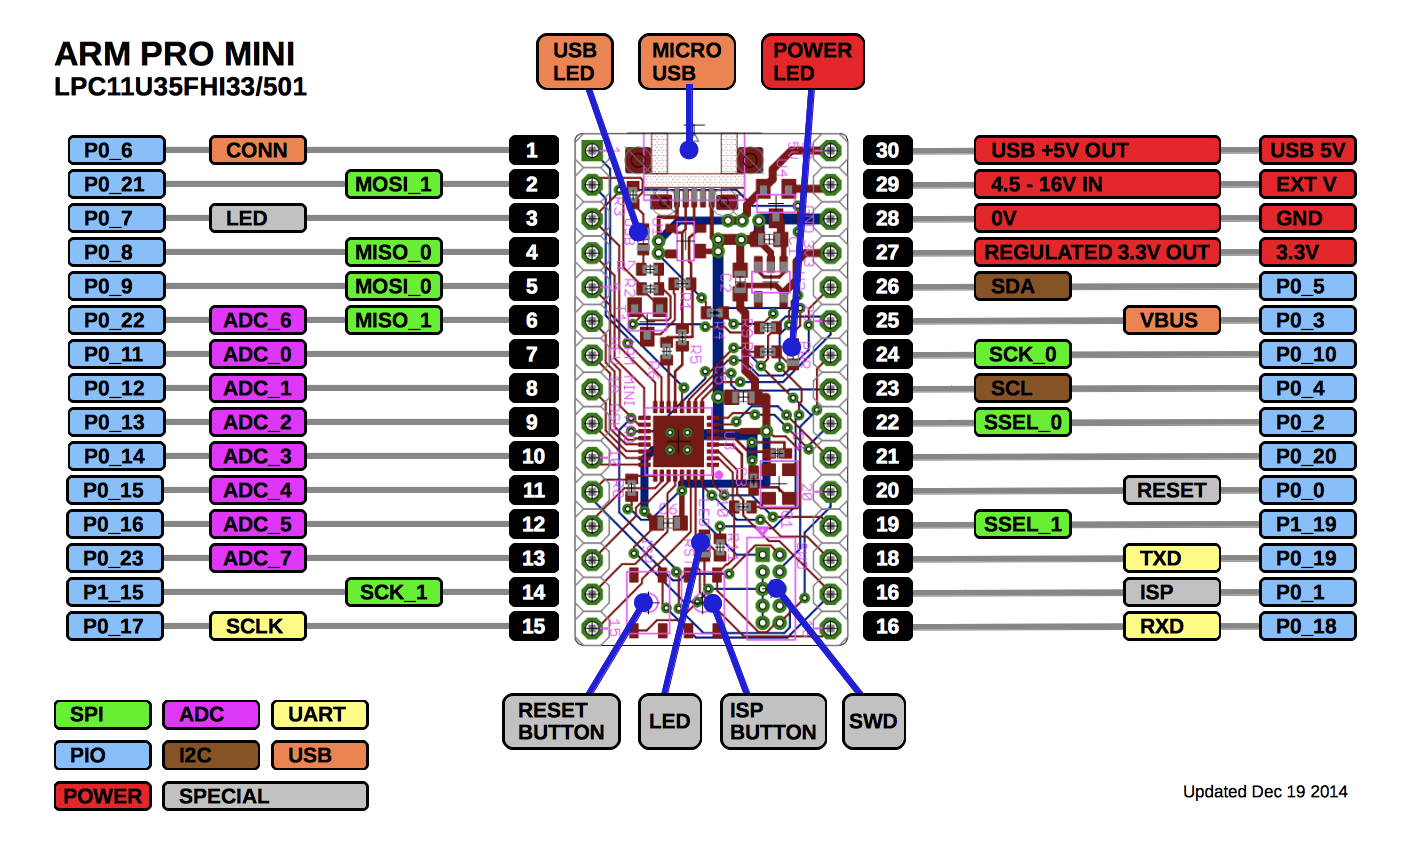 ARM PRO MINI
LPC11U35FHI33/501
USB LED
MICRO USB
POWER LED
P0_6 CONN 1
P0_21 MOSI_1 2
P0_7 LED 3
P0_8 MISO_0 4
P0_9 MOSI_0 5
P0_22 ADC_6 MISO_1 6
P0_11 ADC_0 7
P0_12 ADC_1 8
P0_13 ADC_2 9
P0_14 ADC_3 10
P0_15 ADC_4 11
P0_16 ADC_5 12
P0_23 ADC_7 13
P1_15 SCK_1 14
P0_17 SCLK 15
30 USB +5V OUT USB 5V
29 4.5 - 16V IN EXT V
28 0V GND
27 REGULATED 3.3V OUT 3.3V
26 SDA P0_5
25 VBUS P0_3
24 SCK_0 P0_10
23 SCL P0_4
22 SSEL_0 P0_2
21 P0_20
20 RESET P0_0
19 SSEL_1 P1_19
18 TXD P0_19
16 ISP P0_1
16 RXD P0_18
RESET BUTTON
LED
ISP BUTTON
SWD
SPI ADC UART
PIO I2C USB
POWER SPECIAL
Updated Dec 19 2014